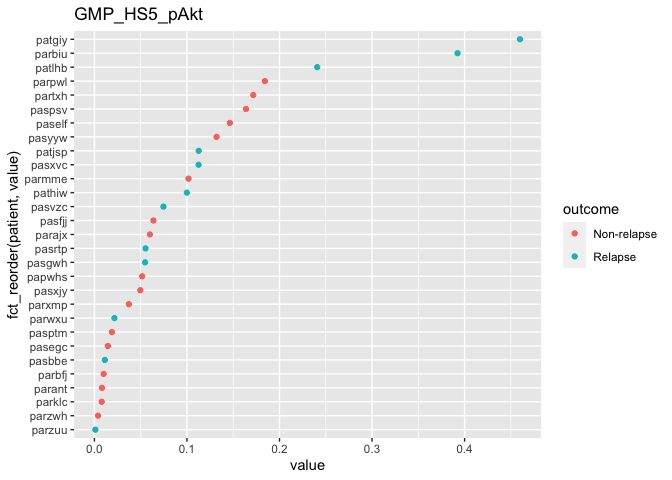 GMP_HS5_pAkt
fct_reorder(patient, value)
patgiy
parbiu
patlhb
parpwl
partxh
paspsv
paself
pasyyw
patjsp
pasxvc
parmme
pathiw
pasvzc
pasfjj
parajx
pasrtp
pasgwh
papwhs
pasxjy
parxmp
parwxu
pasptm
pasegc
pasbbe
parbfj
parant
parklc
parzwh
parzuu
0.0 0.1 0.2 0.3 0.4
value
outcome
Non-relapse
Relapse